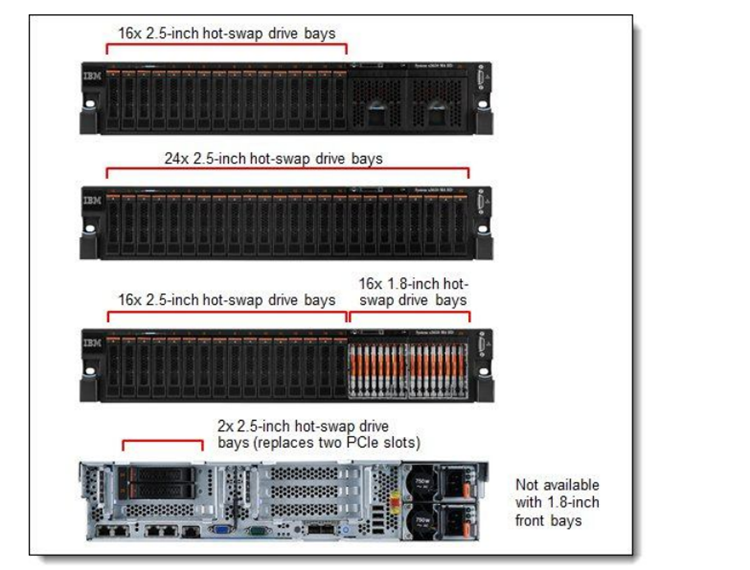 16x 2.5-inch hot-swap drive bays
IBM
24x 2.5-inch hot-swap drive bays
IBM
16x 1.8-inch hot-
16x 2.5-inch hot-swap drive bays
swap drive bays
IBM
2x 2.5-inch hot-swap drive
bays (replaces two PCIe slots)
750W
Not available
with 1.8-inch
front bays
750W